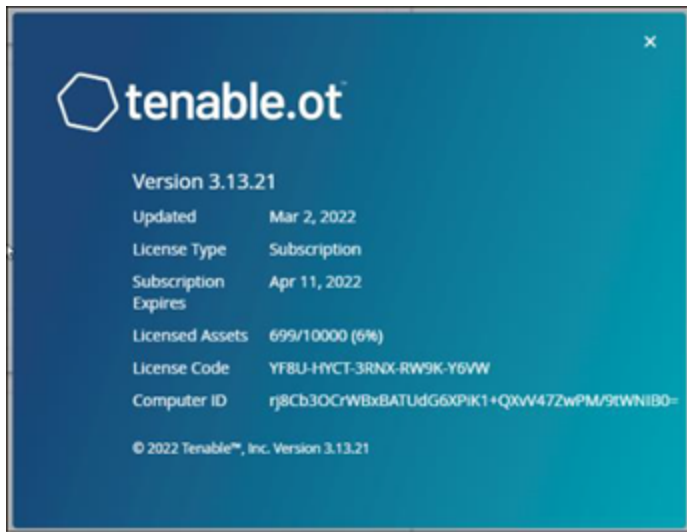 tenable.ot™
Version 3.13.21
Updated Mar 2, 2022
License Type Subscription
Subscription Apr 11, 2022
Expires
Licensed Assets 699/10000 (6%)
License Code YF8U-HYCT-3RNX-RW9K-Y6VW
Computer ID rj8Cb3OCrWBxBATUdG6XPiK1+QXvV47ZwPM/9tWNIB0=
© 2022 Tenable™, Inc. Version 3.13.21